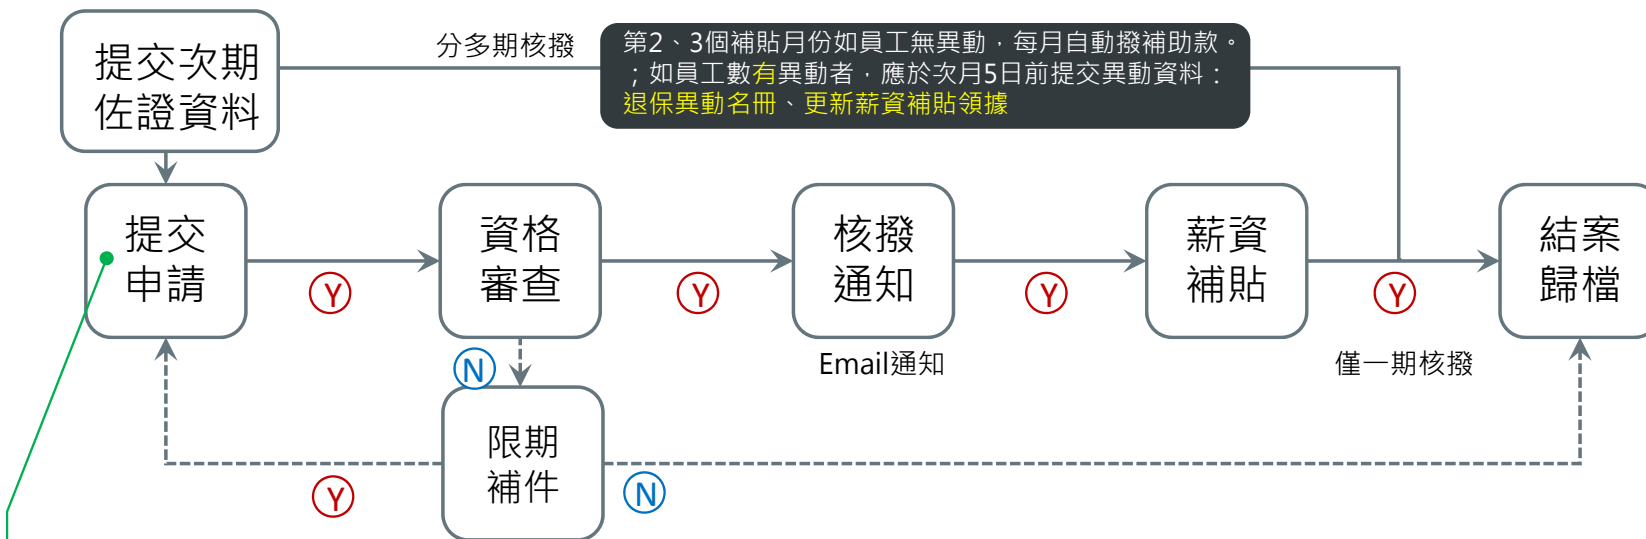 提交次期
佐證資料
分多期核撥
第2、3個補貼月份如員工無異動，每月自動撥補助款。
；如員工數有異動者，應於次月5日前提交異動資料：
退保異動名冊、更新薪資補貼領據
提交
申請
Y
資格
審查
Y
核撥
通知
Y
薪資
補貼
Y
結案
歸檔
N
Email通知
僅一期核撥
限期
補件
Y
N